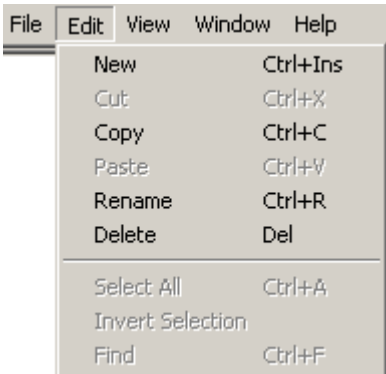 File Edit View Window Help
New Ctrl+Ins
Cut Ctrl+X
Copy Ctrl+C
Paste Ctrl+V
Rename Ctrl+R
Delete Del
Select All Ctrl+A
Invert Selection
Find Ctrl+F